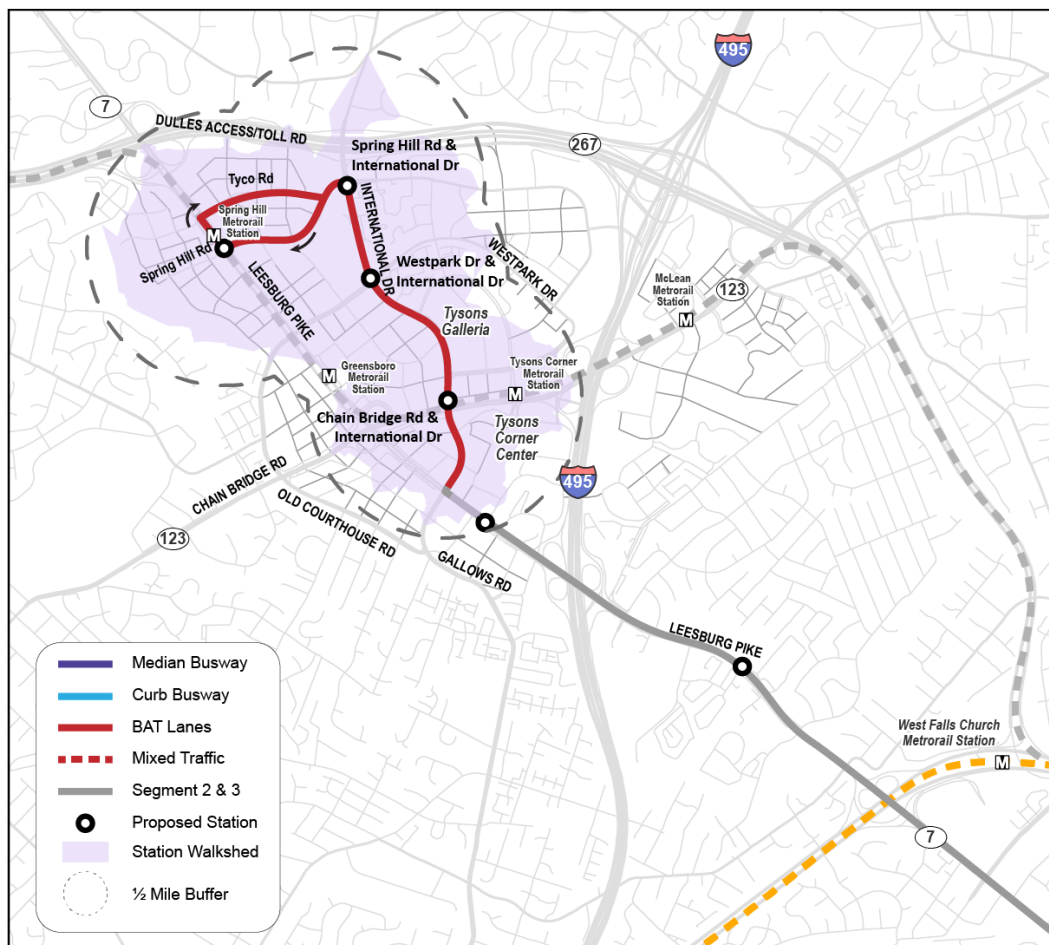 495
7
DULLES ACCESS/TOLL RD
267
Spring Hill Rd &
International Dr
Tyco Rd
INTERNATIONAL DR
Spring Hill
Metrorail
Station
M
Spring Hill Rd
WESTPARK DR
Westpark Dr &
International Dr
LEESBURG PIKE
McLean
Metrorail
Station
M
123
Tysons
Galleria
Greensboro
Metrorail
Station
M
Tysons Corner
Metrorail
Station
M
Chain Bridge Rd &
International Dr
Tysons
Corner
Center
CHAIN BRIDGE RD
495
OLD COURTHOUSE RD
123
GALLOWS RD
LEESBURG PIKE
Median Busway
Curb Busway
BAT Lanes
Mixed Traffic
Segment 2 & 3
Proposed Station
Station Walkshed
½ Mile Buffer
West Falls Church
Metrorail Station
M
7